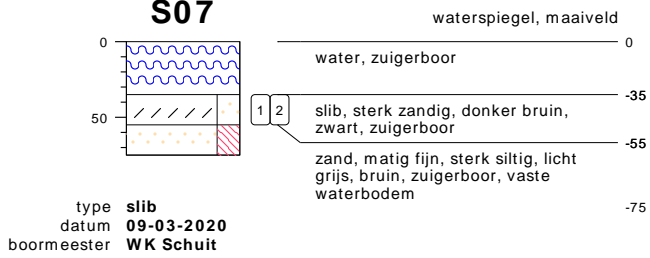 S07
waterspiegel, maaiveld
0
0
water, zuigerboor
-35
1 2
slib, sterk zandig, donker bruin,
zwart, zuigerboor
50
-55
zand, matig fijn, sterk siltig, licht
grijs, bruin, zuigerboor, vaste
waterbodem
-75
type slib
datum 09-03-2020
boormeester WK Schuit